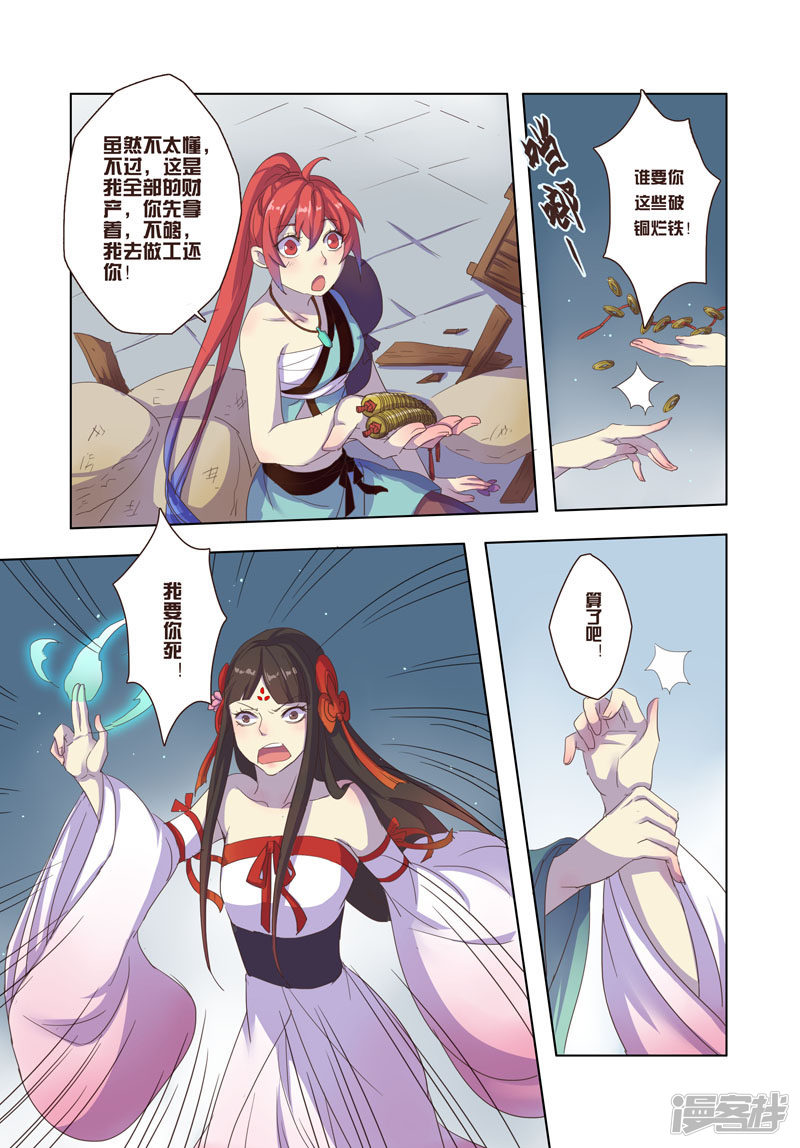 虽然不太懂，
不过，这是
我全部的财
产，你先拿
着，不够，
我去做工还
你！
谁要你
这些破
铜烂铁！
我要你死！
算了吧！
漫客栈